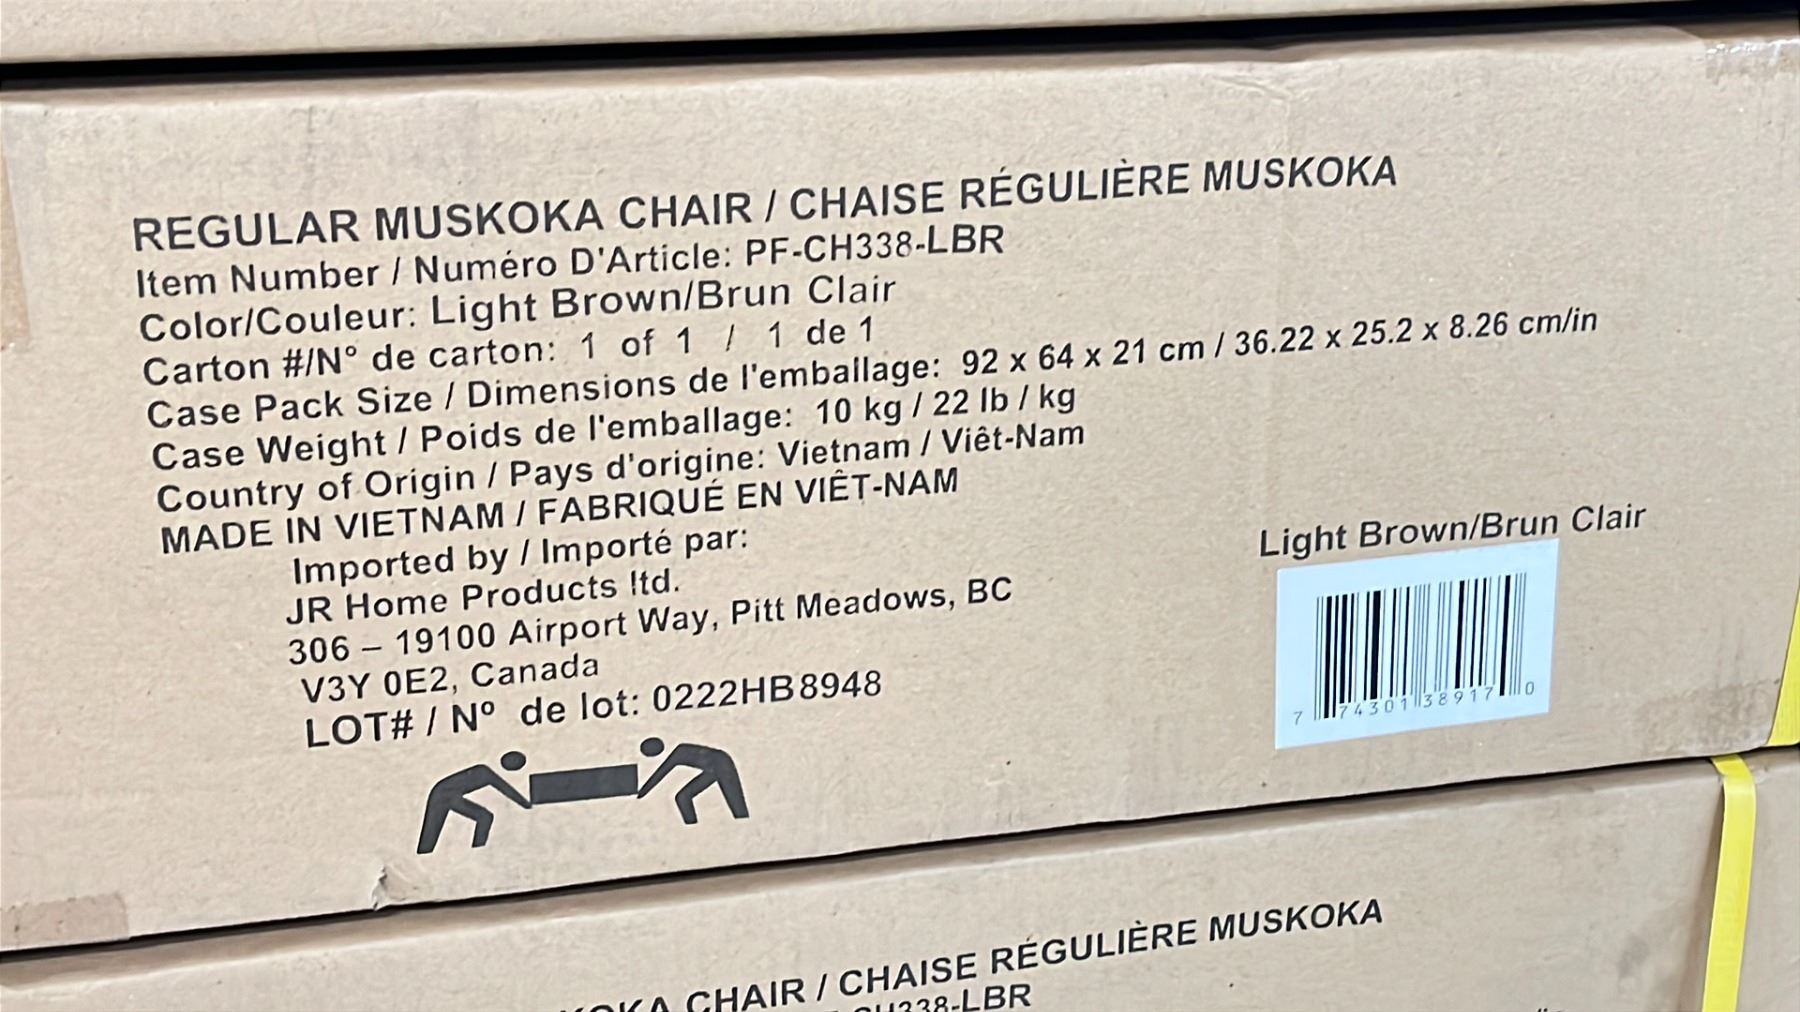 REGULAR MUSKOKA CHAIR / CHAISE RÉGULIÈRE MUSKOKA
Item Number / Numéro D'Article: PF-CH338-LBR
Color/Couleur: Light Brown/Brun Clair
Carton #/N° de carton: 1 of 1 / 1 de 1
Case Pack Size / Dimensions de l'emballage: 92 x 64 x 21 cm / 36.22 x 25.2 x 8.26 cm/in
Case Weight / Poids de l'emballage: 10 kg / 22 lb / kg
Country of Origin / Pays d'origine: Vietnam / Viêt-Nam
MADE IN VIETNAM / FABRIQUÉ EN VIÊT-NAM
Imported by / Importé par:
JR Home Products ltd.
306 – 19100 Airport Way, Pitt Meadows, BC
V3Y 0E2, Canada
LOT# / Nº de lot: 0222HB8948
Light Brown/Brun Clair
7 74301 38917 0
CHAIR / CHAISE RÉGULIÈRE MUSKOKA